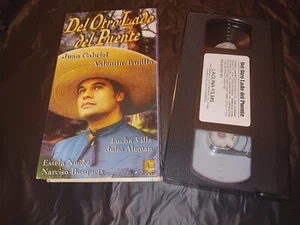 Del Otro Lado
del Puente
Juan Gabriel
Valentin Trujillo
Lucha Villa
Julio Aleman
Estela Nuñez
Narciso Busquets
Del Otro Lado del Puente
LAGUNA FILMS